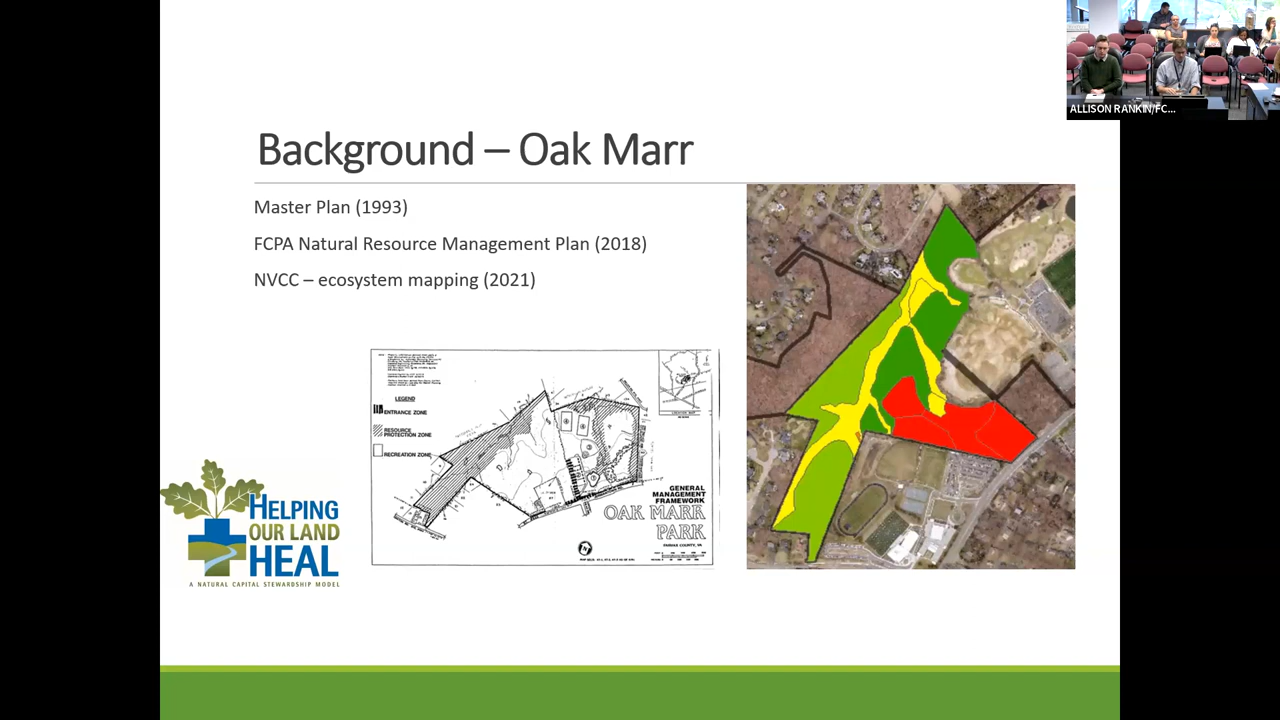 ALLISON RANKIN/FC...
Background – Oak Marr
Master Plan (1993)
FCPA Natural Resource Management Plan (2018)
NVCC – ecosystem mapping (2021)
LEGEND
ENTRANCE ZONE
RESOURCE
PROTECTION ZONE
RECREATION ZONE
GENERAL
MANAGEMENT
FRAMEWORK
OAK MARR
PARK
FAIRFAX COUNTY, VA
HELPING
OUR LAND
HEAL
A NATURAL CAPITAL STEWARDSHIP MODEL